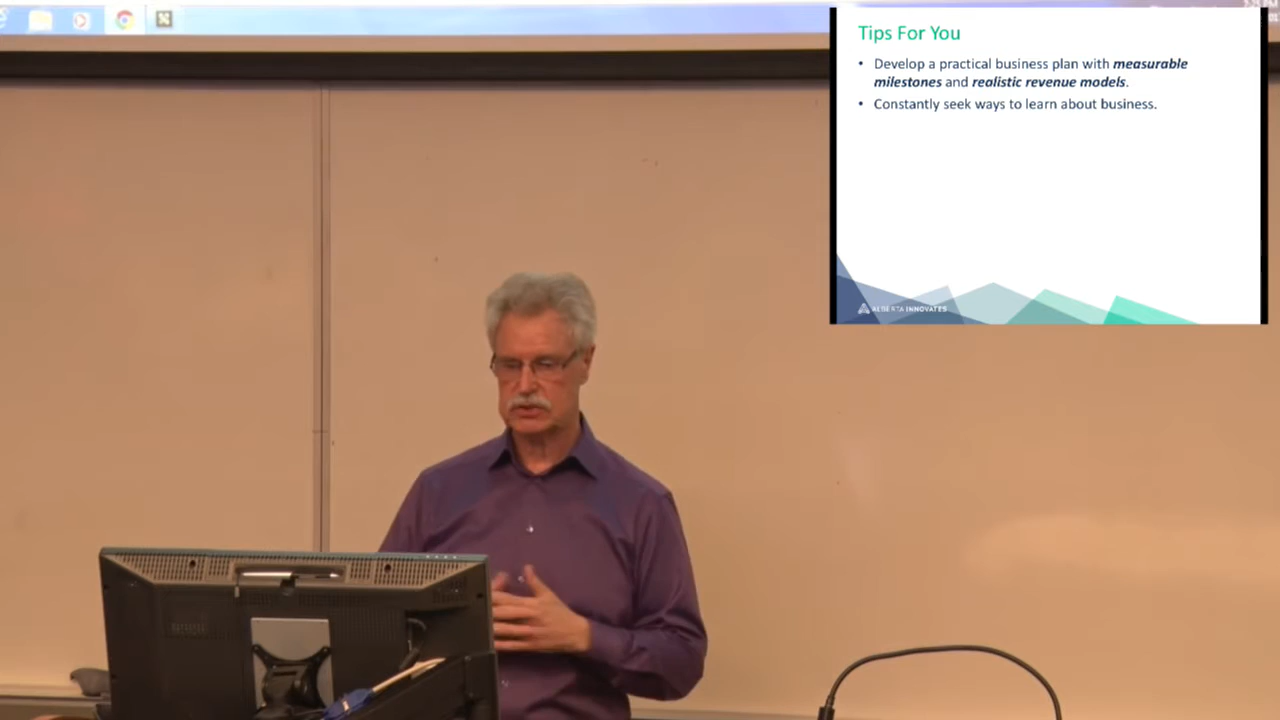 Tips For You
• Develop a practical business plan with measurable
milestones and realistic revenue models.
• Constantly seek ways to learn about business.
ALBERTA INNOVATES